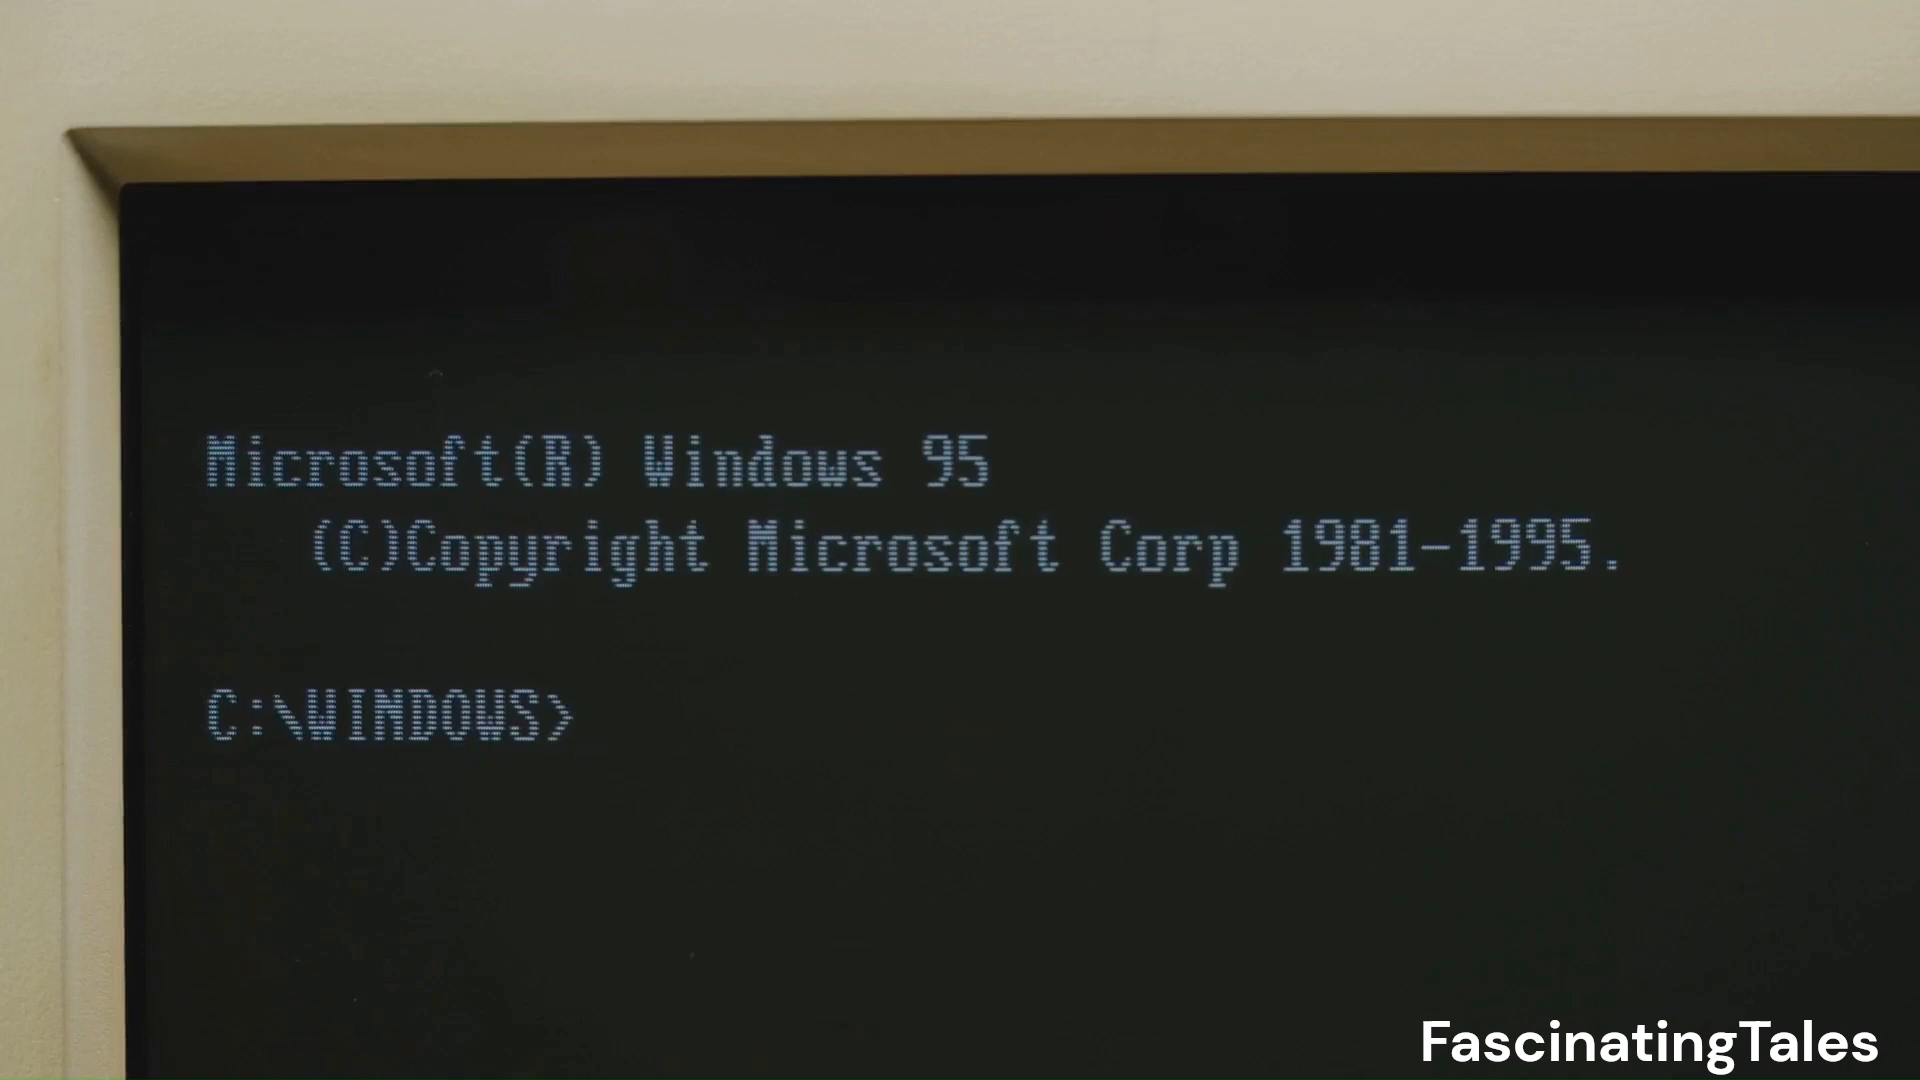 Microsoft(R) Windows 95
(C)Copyright Microsoft Corp 1981-1995.
C:\WINDOWS>
FascinatingTales